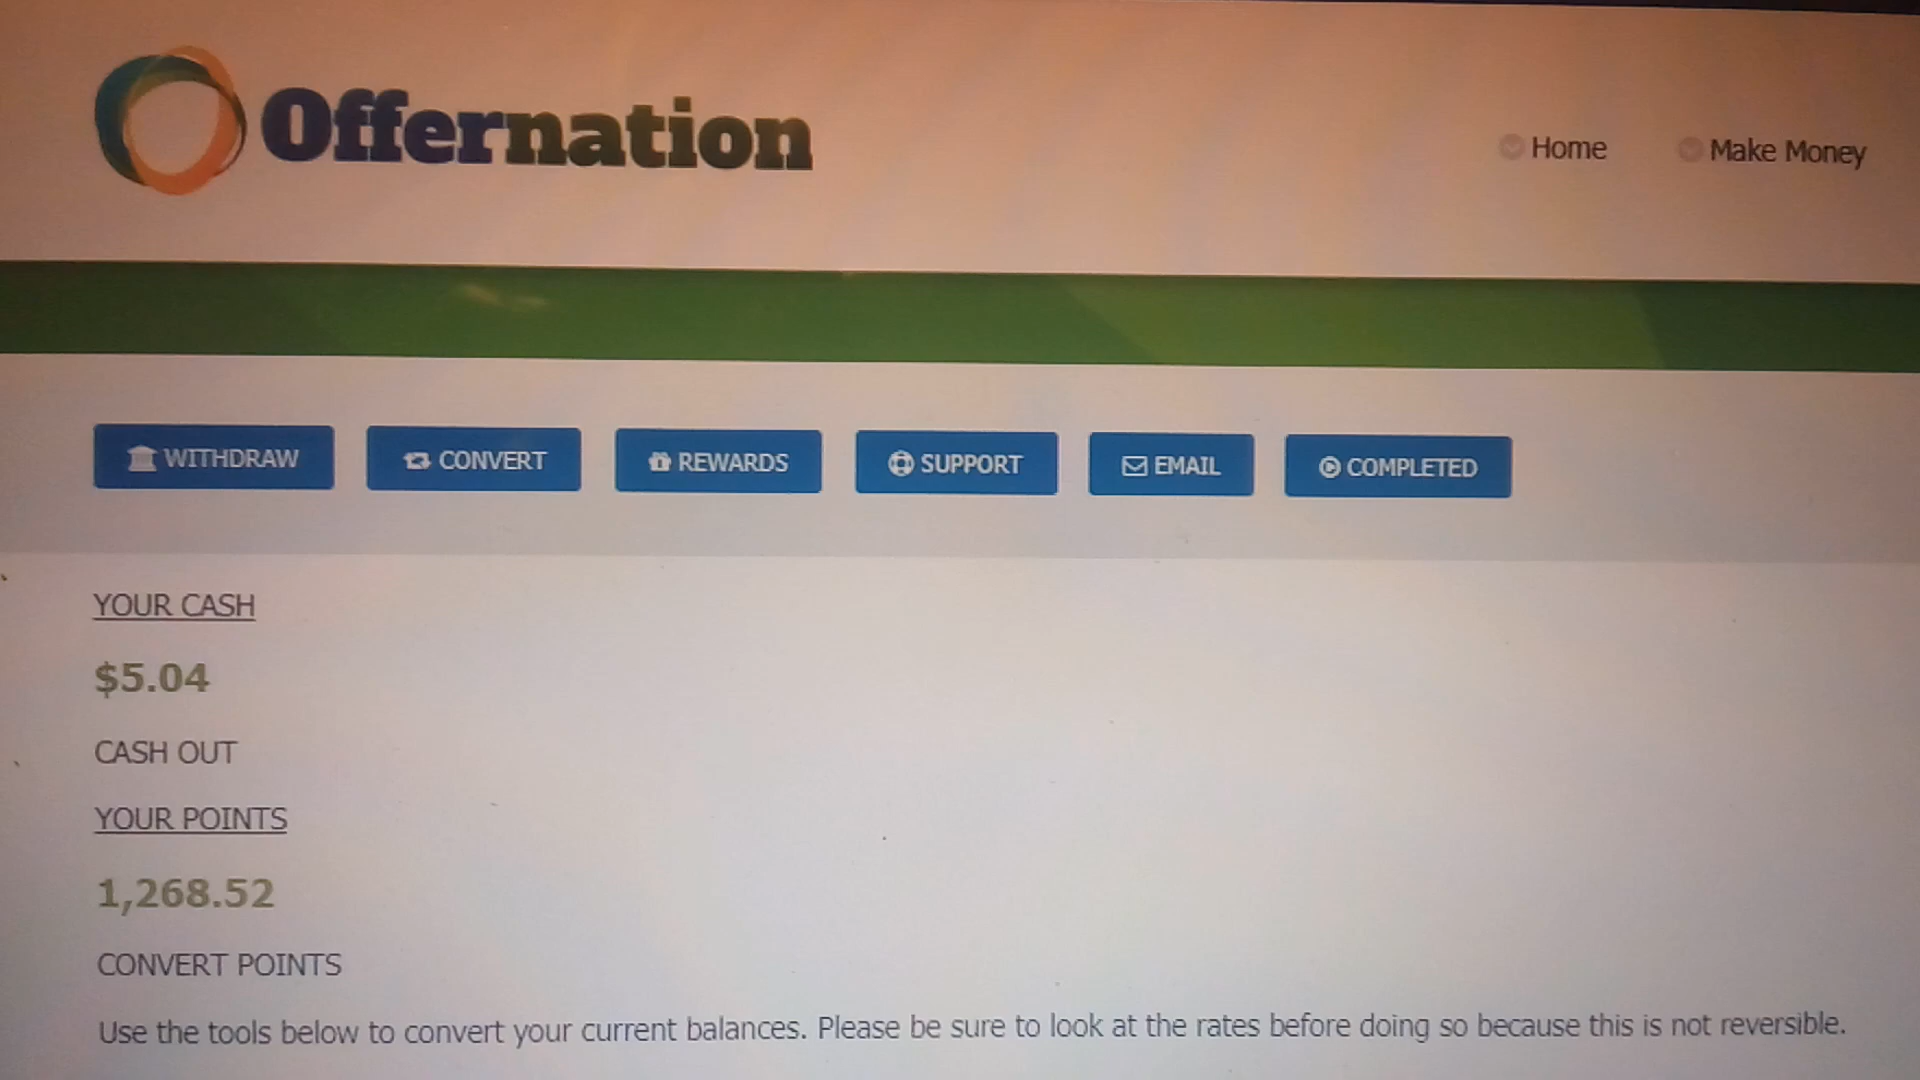 Offernation
Home Make Money
WITHDRAW CONVERT REWARDS SUPPORT EMAIL COMPLETED
YOUR CASH
$5.04
CASH OUT
YOUR POINTS
1,268.52
CONVERT POINTS
Use the tools below to convert your current balances. Please be sure to look at the rates before doing so because this is not reversible.